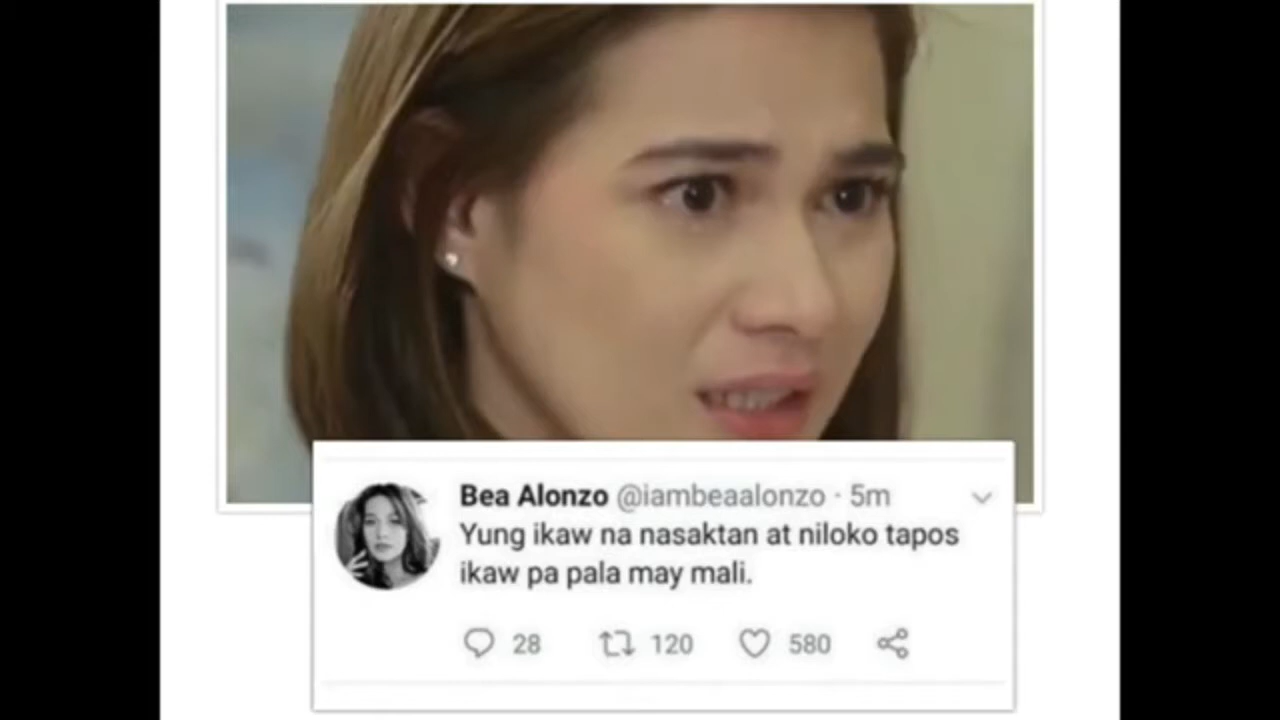 Bea Alonzo @iambeaalonzo · 5m
Yung ikaw na nasaktan at niloko tapos
ikaw pa pala may mali.
28 120 580